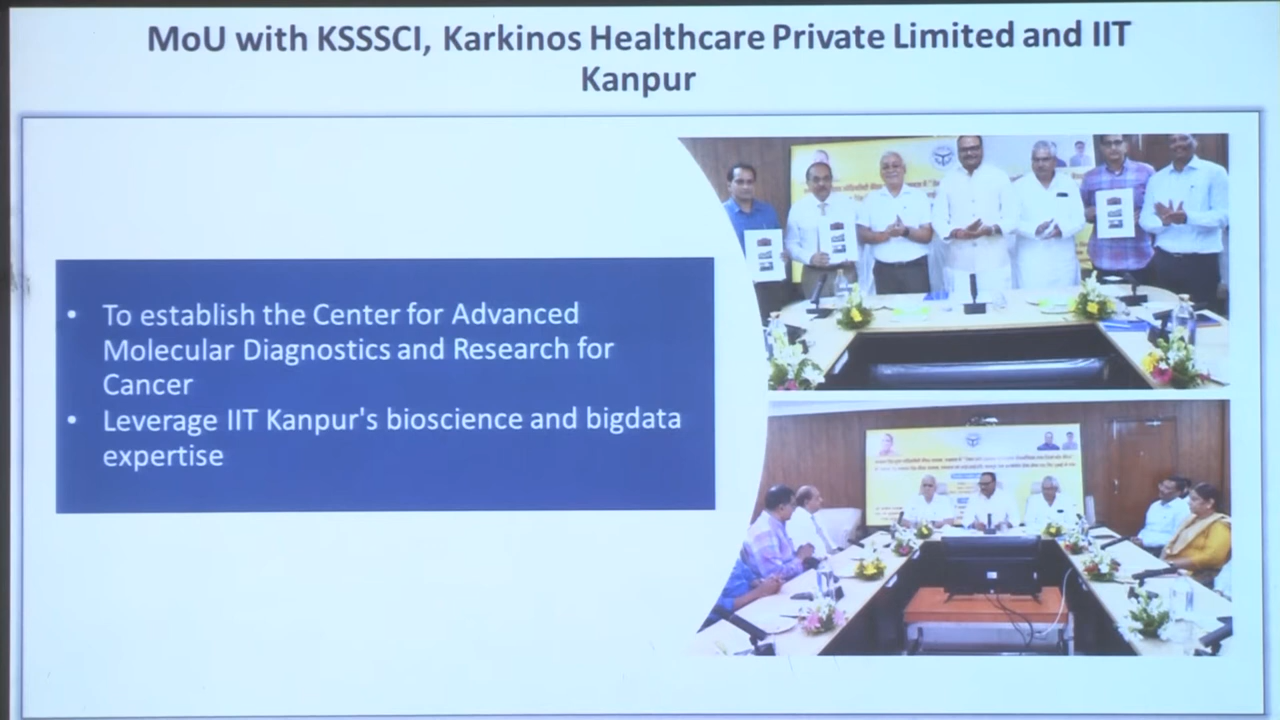 MoU with KSSSCI, Karkinos Healthcare Private Limited and IIT
Kanpur
• To establish the Center for Advanced
Molecular Diagnostics and Research for
Cancer
• Leverage IIT Kanpur's bioscience and bigdata
expertise